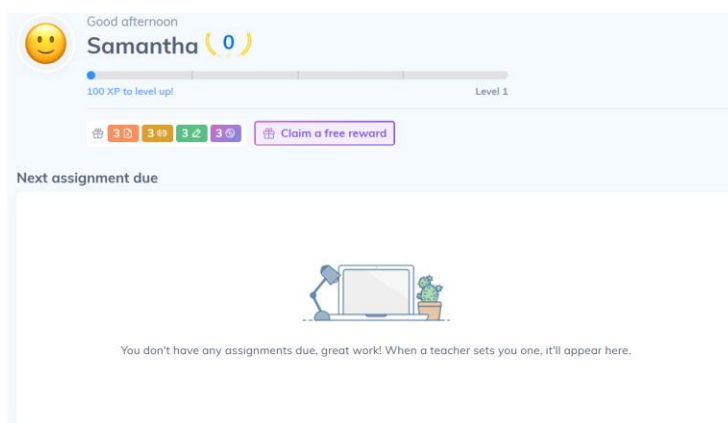 Good afternoon
Samantha 0
100 XP to level up!
Level 1
3 3 3 3 Claim a free reward
Next assignment due
You don't have any assignments due, great work! When a teacher sets you one, it'll appear here.